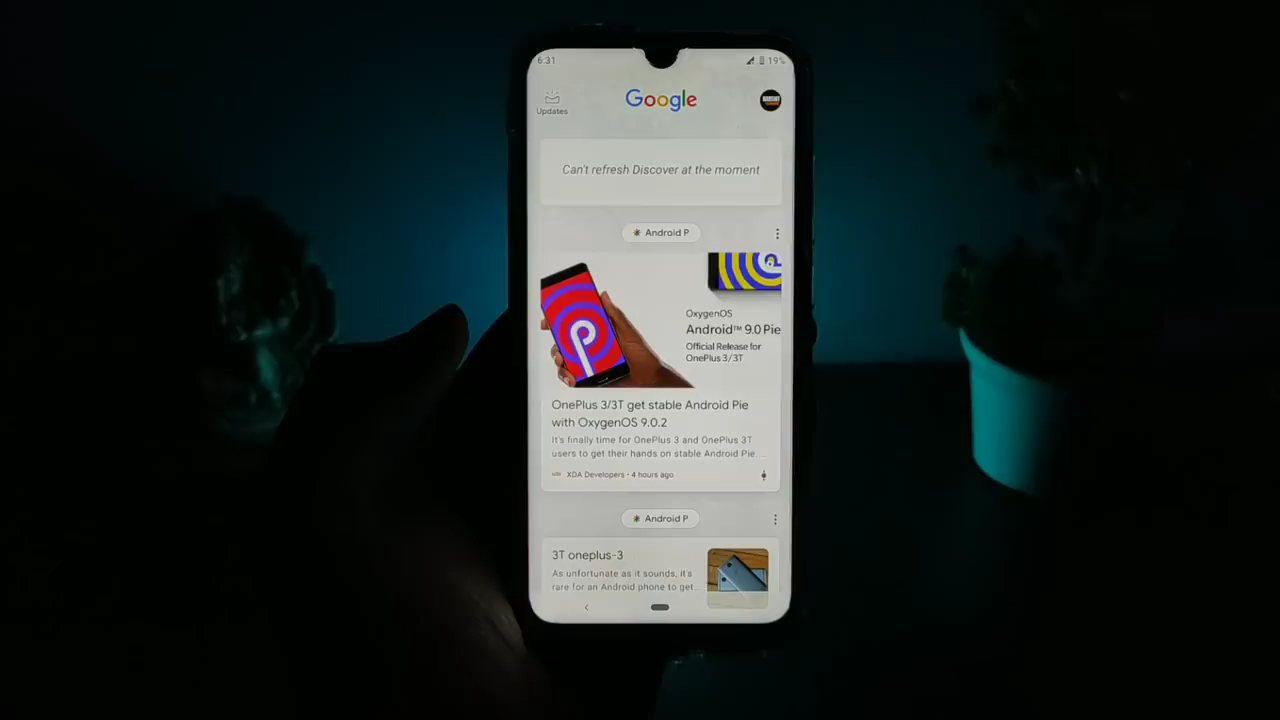 6:31
19%
Updates
Google
Can't refresh Discover at the moment
Android P
OxygenOS
Android™ 9.0 Pie
Official Release for
OnePlus 3/3T
OnePlus 3/3T get stable Android Pie
with OxygenOS 9.0.2
It's finally time for OnePlus 3 and OnePlus 3T
users to get their hands on stable Android Pie. ...
XDA Developers • 4 hours ago
Android P
3T oneplus-3
As unfortunate as it sounds, it's
rare for an Android phone to get...